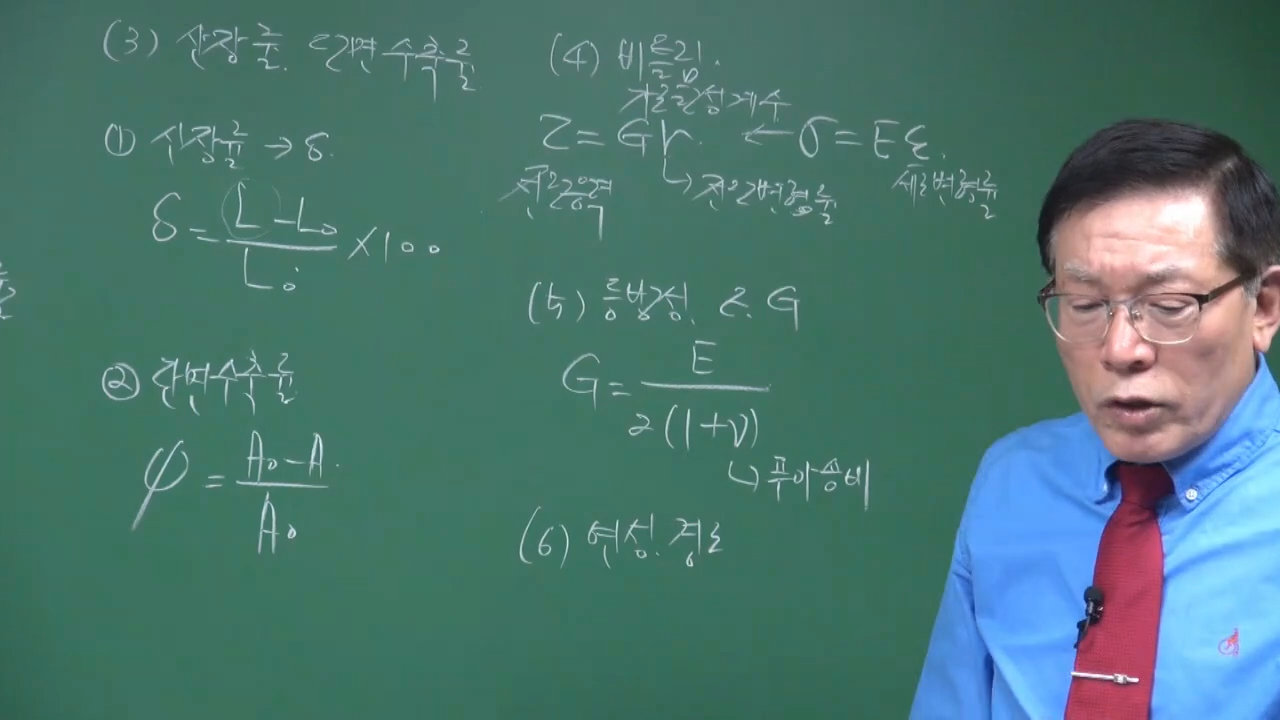 (3) 신장률 단면수축률
① 신장률 → δ
δ = (L - L₀) / L₀ × 100
② 단면수축률
φ = (A₀ - A) / A₀
(4) 비틀림
가로탄성계수
τ = Gγ ← σ = Eε
전단응력 → 전단변형률 세로변형률
(5) 등방성 G
G = E / 2(1+ν)
푸아송비
(6) 연성 정도